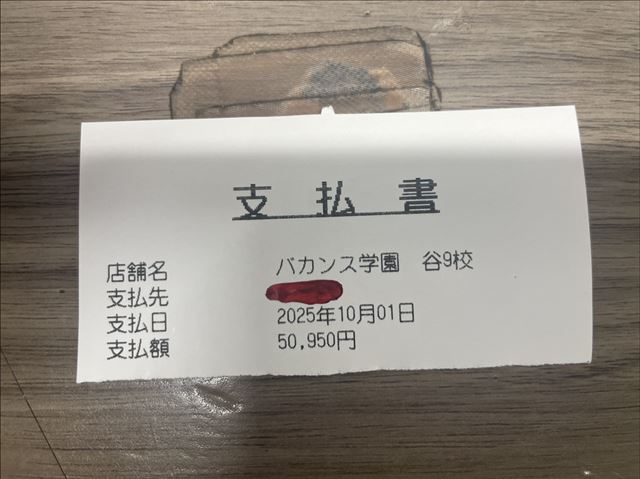 支払書
店舗名 バカンス学園 谷9校
支払先
支払日 2025年10月01日
支払額 50,950円